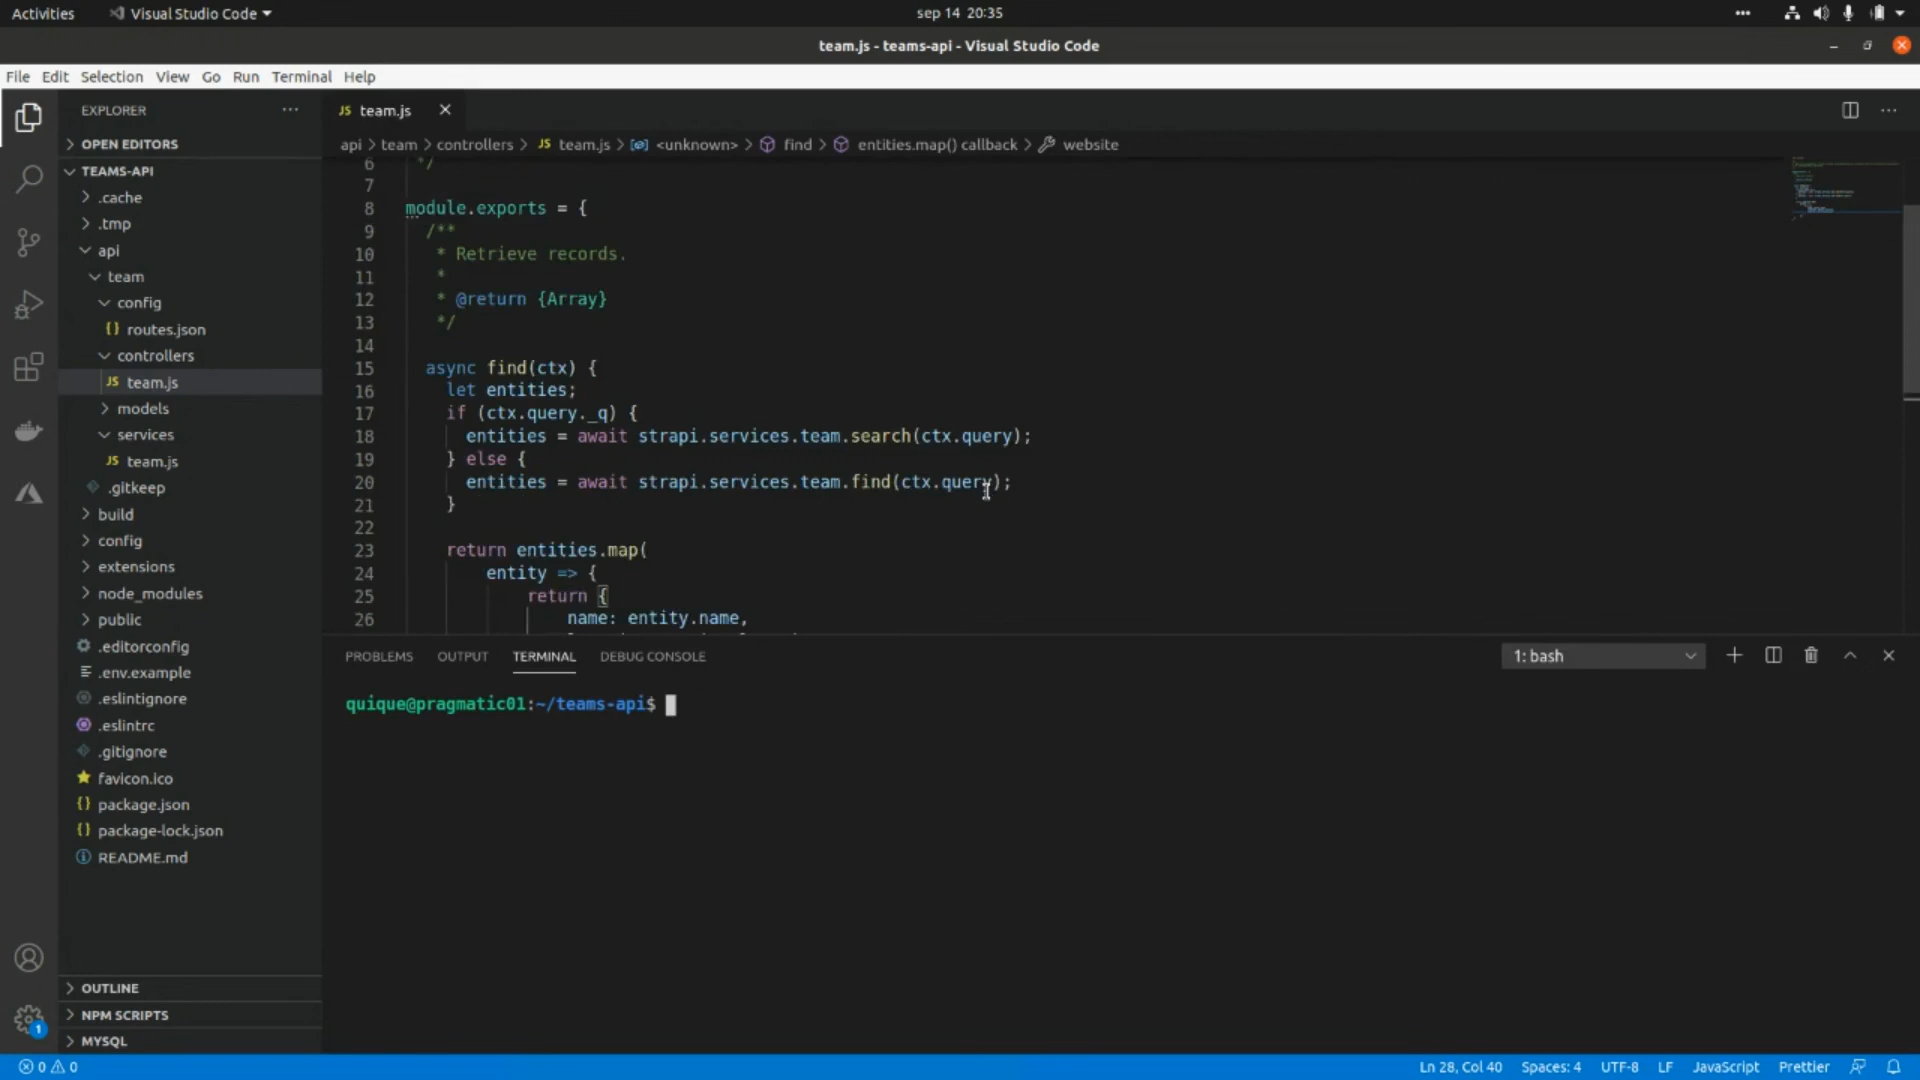 Activities
Visual Studio Code
sep 14 20:35
team.js - teams-api - Visual Studio Code
File Edit Selection View Go Run Terminal Help
EXPLORER
OPEN EDITORS
TEAMS-API
.cache
.tmp
api
team
config
{} routes.json
controllers
JS team.js
models
services
JS team.js
.gitkeep
build
config
extensions
node_modules
public
.editorconfig
.env.example
.eslintignore
.eslintrc
.gitignore
favicon.ico
{} package.json
{} package-lock.json
README.md
OUTLINE
NPM SCRIPTS
MYSQL
JS team.js
api > team > controllers > JS team.js > <unknown> > find > entities.map() callback > website
6 */
7
8 module.exports = {
9 /**
10 * Retrieve records.
11 *
12 * @return {Array}
13 */
14
15 async find(ctx) {
16 let entities;
17 if (ctx.query._q) {
18 entities = await strapi.services.team.search(ctx.query);
19 } else {
20 entities = await strapi.services.team.find(ctx.query);
21 }
22
23 return entities.map(
24 entity => {
25 return {
26 name: entity.name,
PROBLEMS OUTPUT TERMINAL DEBUG CONSOLE
1: bash
quique@pragmatic01:~/teams-api$
1
0 0
Ln 28, Col 40 Spaces: 4 UTF-8 LF JavaScript Prettier